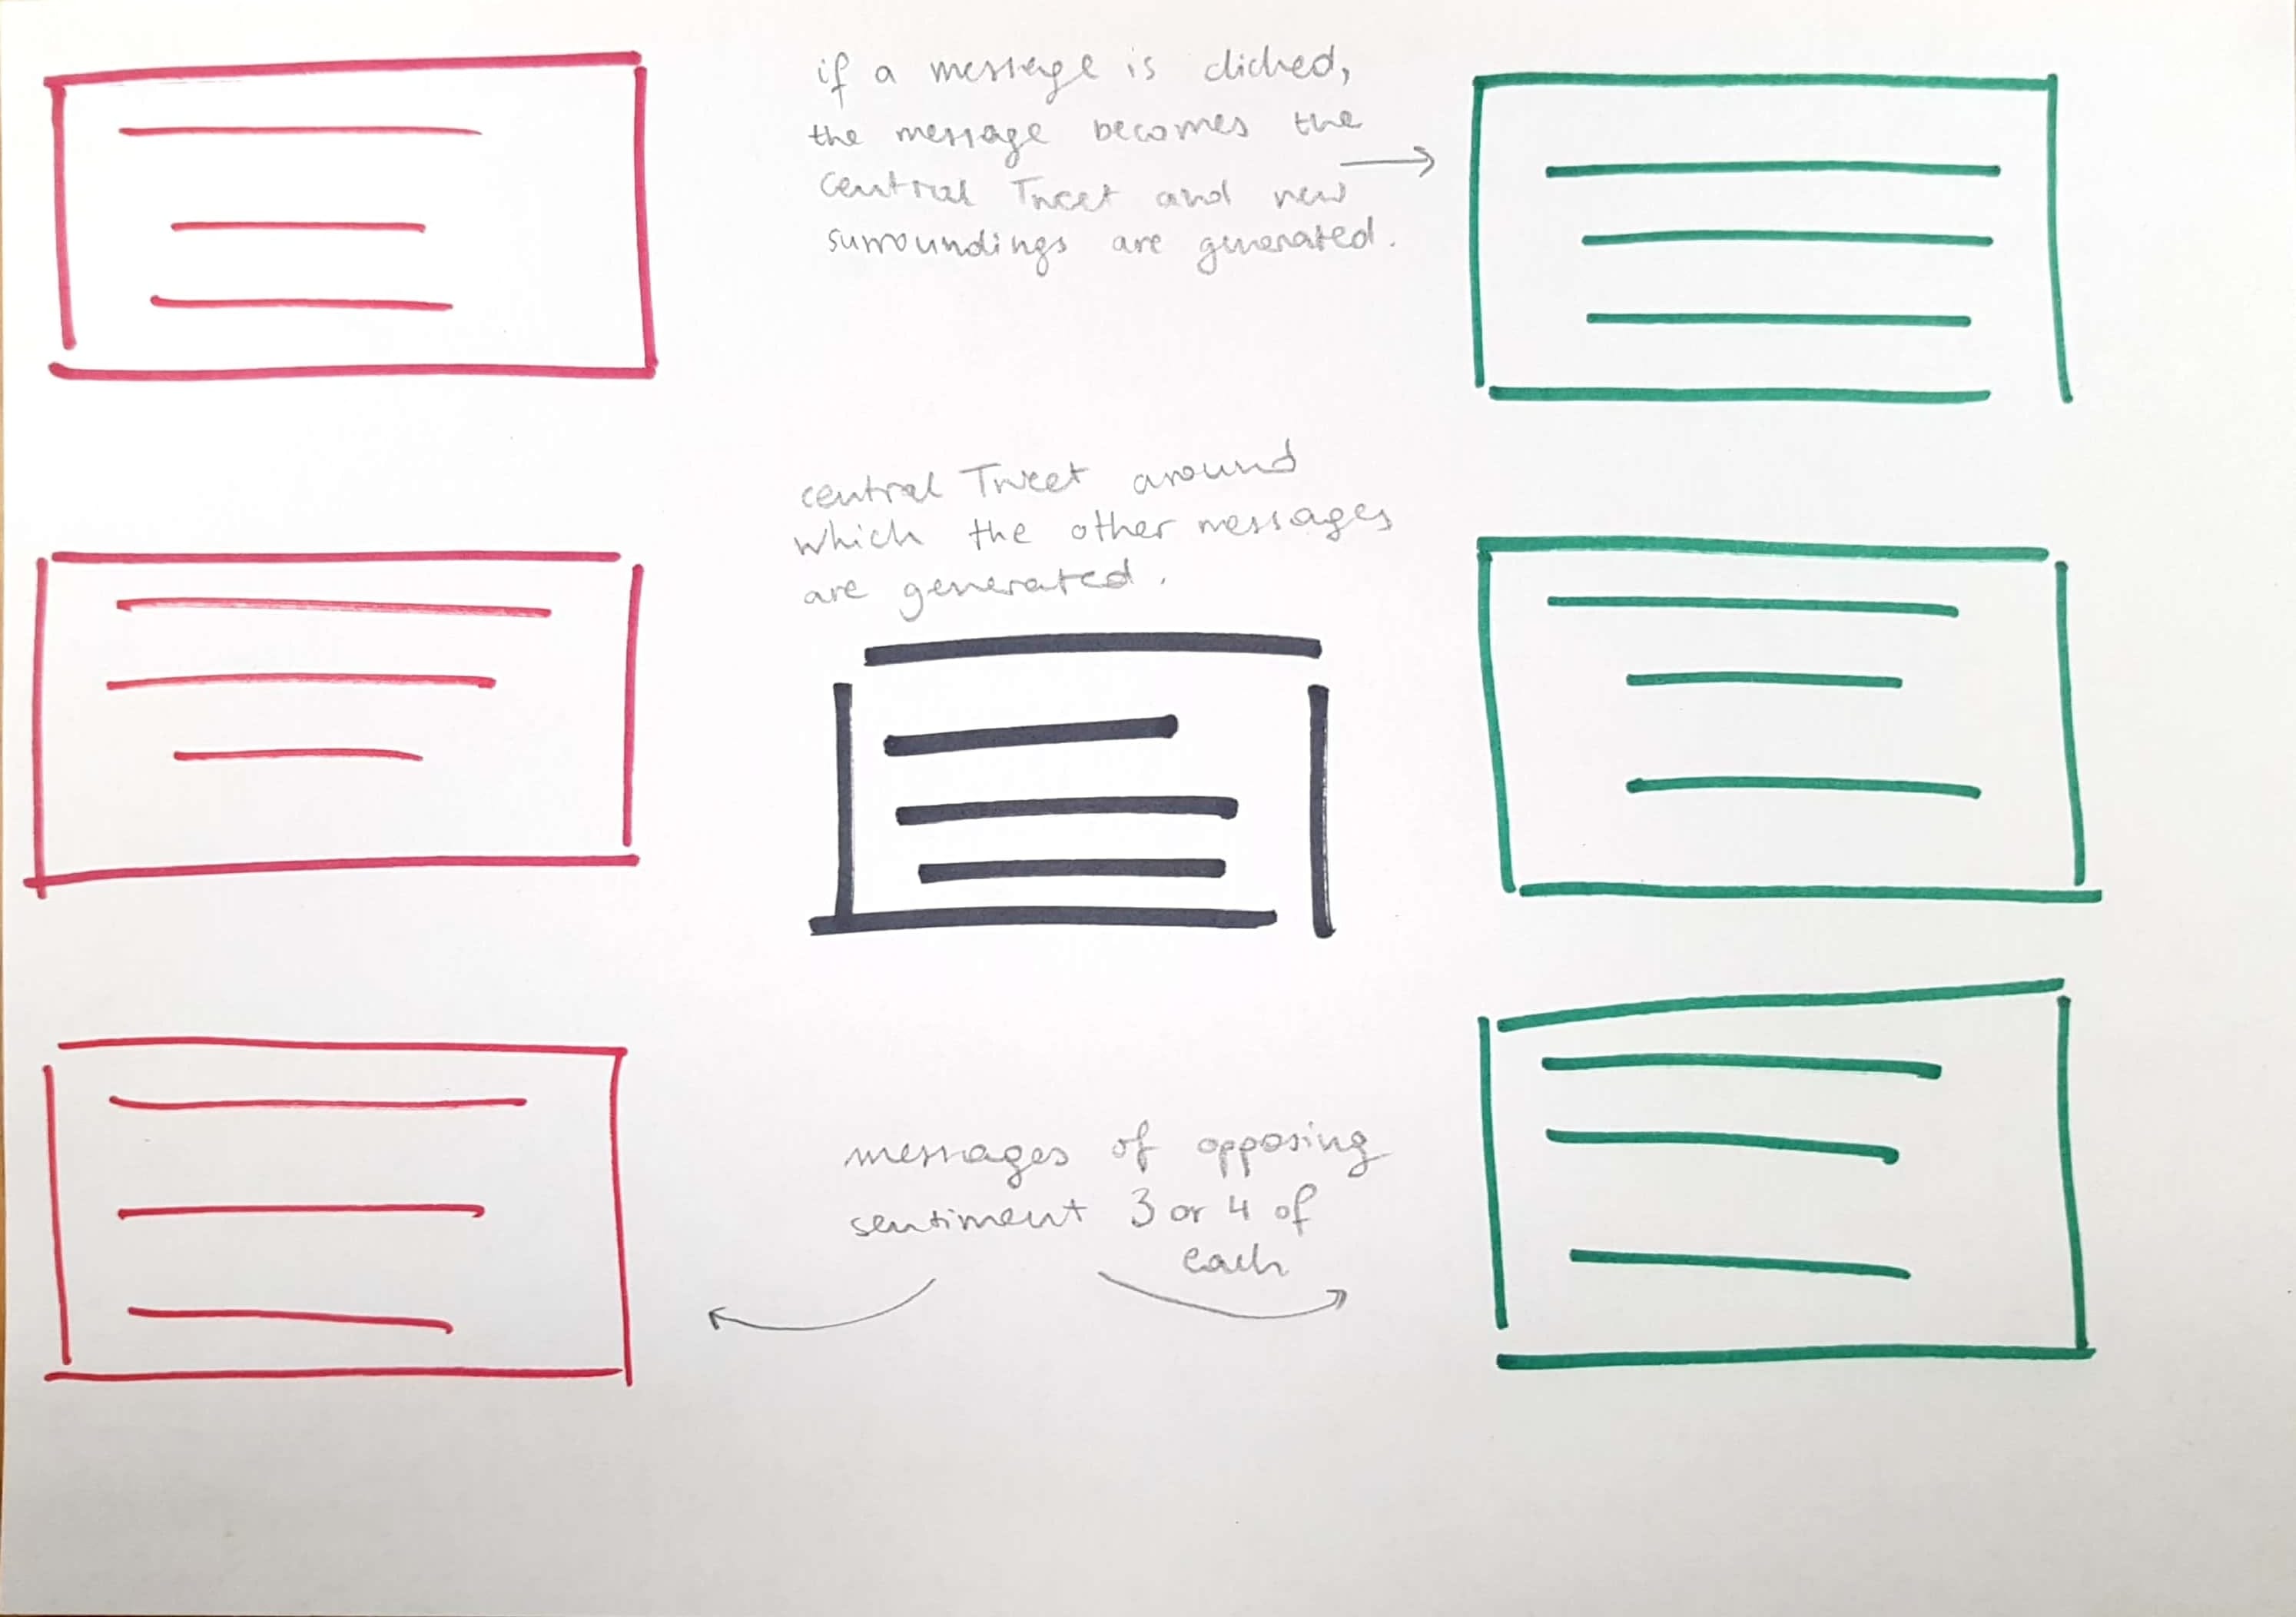 if a message is clicked,
the message becomes the
central Tweet and new
surroundings are generated.
central Tweet around
which the other messages
are generated.
messages of opposing
sentiment 3 or 4 of
each